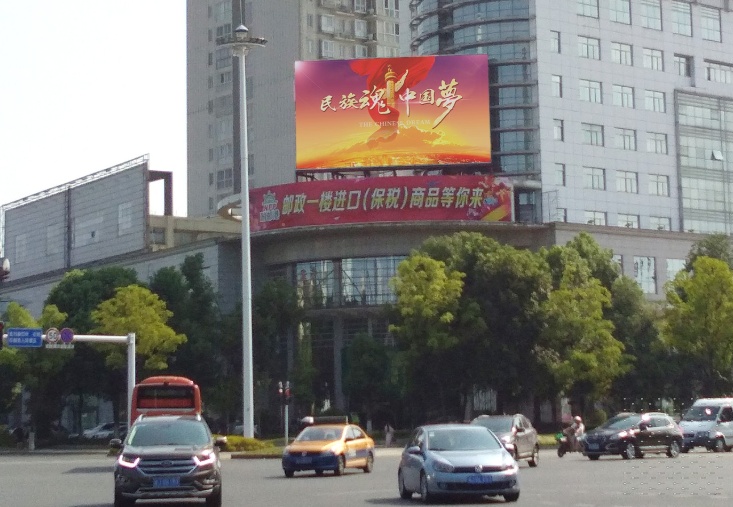 民族魂 中国夢
THE CHINESE DREAM
邮政一楼进口(保税)商品等你来